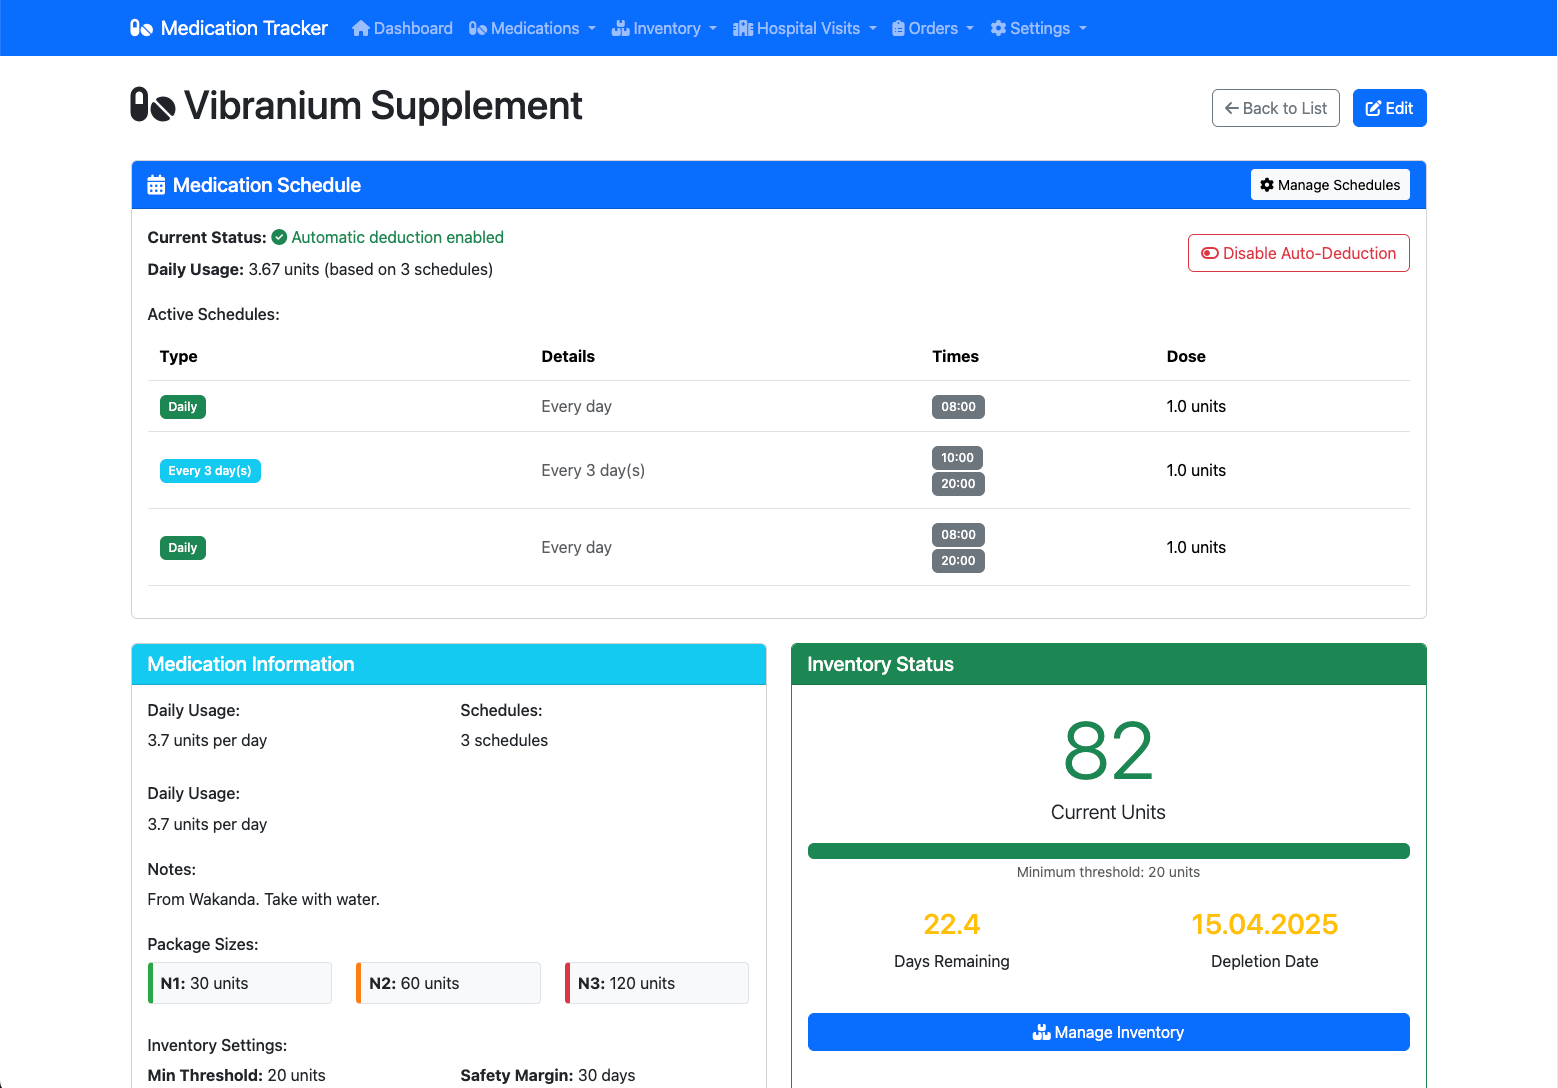 Medication Tracker Dashboard Medications Inventory Hospital Visits Orders Settings
Vibranium Supplement
Back to List Edit
Medication Schedule
Manage Schedules
Current Status: Automatic deduction enabled
Daily Usage: 3.67 units (based on 3 schedules)
Disable Auto-Deduction
Active Schedules:
Type Details Times Dose
Daily Every day 08:00 1.0 units
Every 3 day(s) Every 3 day(s) 10:00 1.0 units
20:00
Daily Every day 08:00 1.0 units
20:00
Medication Information
Daily Usage: Schedules:
3.7 units per day 3 schedules
Daily Usage:
3.7 units per day
Notes:
From Wakanda. Take with water.
Package Sizes:
N1: 30 units N2: 60 units N3: 120 units
Inventory Settings:
Min Threshold: 20 units Safety Margin: 30 days
Inventory Status
82
Current Units
Minimum threshold: 20 units
22.4 15.04.2025
Days Remaining Depletion Date
Manage Inventory